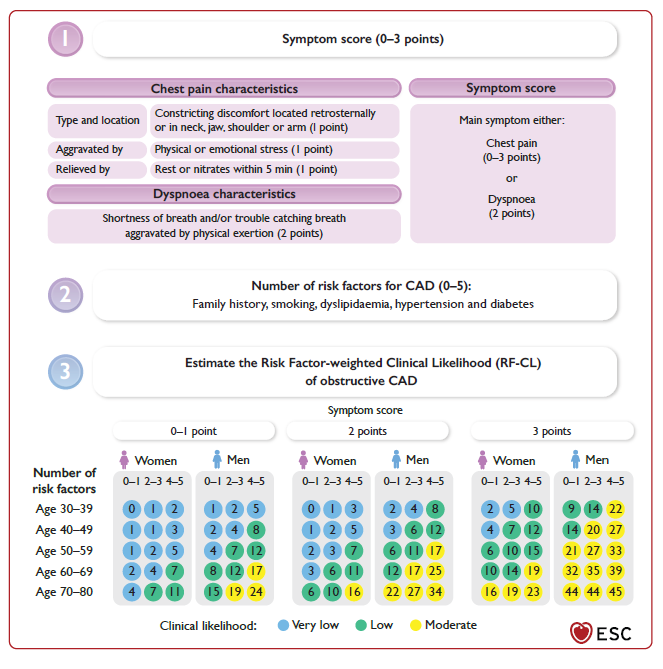 1
Symptom score (0–3 points)
Chest pain characteristics
Type and location
Constricting discomfort located retrosternally
or in neck, jaw, shoulder or arm (1 point)
Aggravated by
Physical or emotional stress (1 point)
Relieved by
Rest or nitrates within 5 min (1 point)
Dyspnoea characteristics
Shortness of breath and/or trouble catching breath
aggravated by physical exertion (2 points)
Symptom score
Main symptom either:
Chest pain
(0–3 points)
or
Dyspnoea
(2 points)
2
Number of risk factors for CAD (0–5):
Family history, smoking, dyslipidaemia, hypertension and diabetes
3
Estimate the Risk Factor-weighted Clinical Likelihood (RF-CL)
of obstructive CAD
Symptom score
0–1 point 2 points 3 points
Women Men Women Men Women Men
Number of
risk factors
0–1 2–3 4–5 0–1 2–3 4–5 0–1 2–3 4–5 0–1 2–3 4–5 0–1 2–3 4–5 0–1 2–3 4–5
Age 30–39 0 1 2 1 2 5 0 1 3 2 4 8 2 5 10 9 14 22
Age 40–49 1 1 3 2 4 8 1 2 5 3 6 12 4 7 12 14 20 27
Age 50–59 1 2 5 4 7 12 2 3 7 6 11 17 6 10 15 21 27 33
Age 60–69 2 4 7 8 12 17 3 6 11 12 17 25 10 14 19 32 35 39
Age 70–80 4 7 11 15 19 24 6 10 16 22 27 34 16 19 23 44 44 45
Clinical likelihood: Very low Low Moderate
ESC